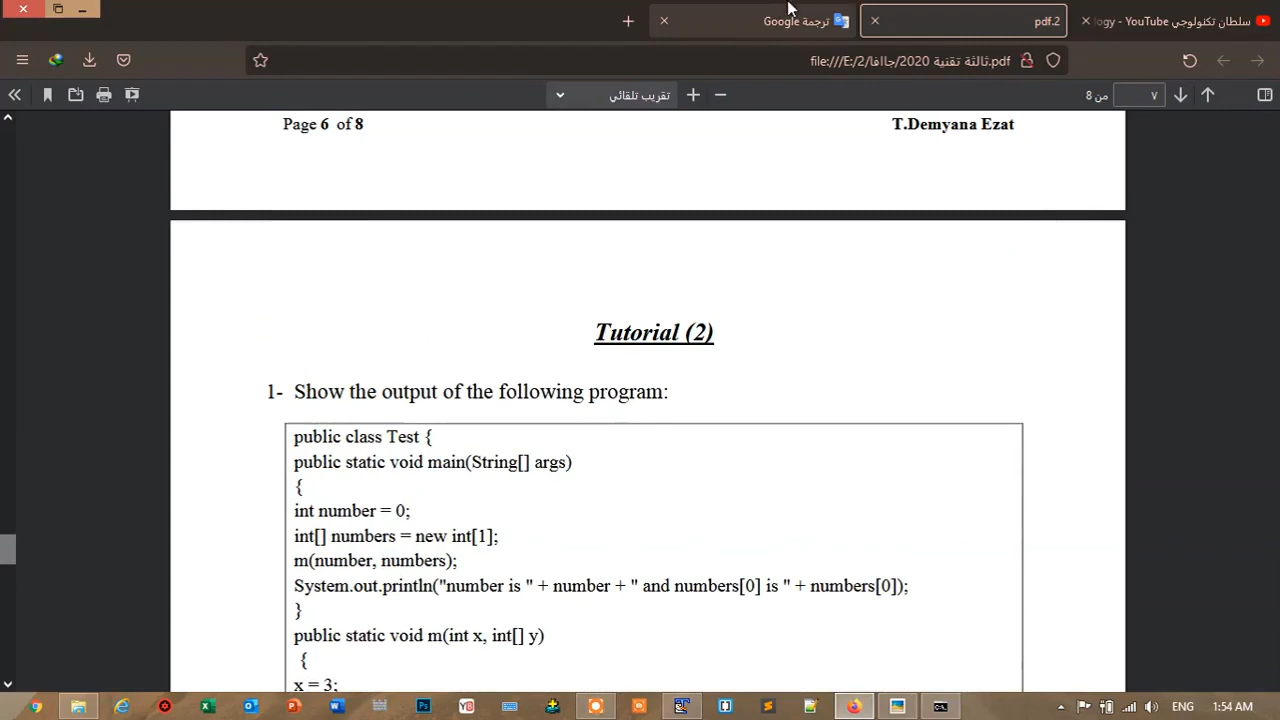 سلطان تكنولوجي - YouTube
pdf.2
ترجمة Google
file:///E:/2/جاافا/2020 ثالثة تقنية.pdf
٧
من 8
تقريب تلقائي
Page 6 of 8
T.Demyana Ezat
Tutorial (2)
1- Show the output of the following program:
public class Test {
public static void main(String[] args)
{
int number = 0;
int[] numbers = new int[1];
m(number, numbers);
System.out.println("number is " + number + " and numbers[0] is " + numbers[0]);
}
public static void m(int x, int[] y)
{
x = 3;
ENG
1:54 AM